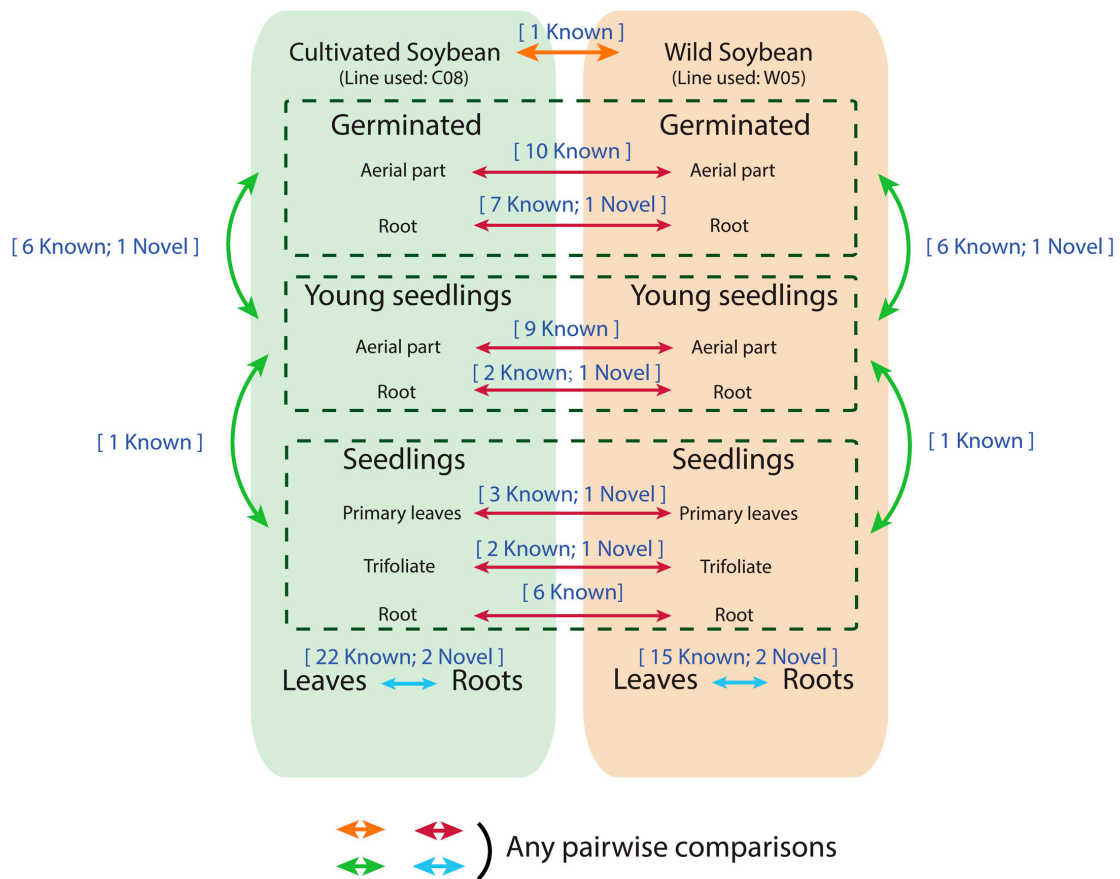 [ 1 Known ]
Cultivated Soybean
(Line used: C08)
Wild Soybean
(Line used: W05)
Germinated
Germinated
[ 10 Known ]
Aerial part
Aerial part
[ 7 Known; 1 Novel ]
Root
Root
[ 6 Known; 1 Novel ]
[ 6 Known; 1 Novel ]
Young seedlings
Young seedlings
[ 9 Known ]
Aerial part
Aerial part
[ 2 Known; 1 Novel ]
Root
Root
[ 1 Known ]
[ 1 Known ]
Seedlings
Seedlings
[ 3 Known; 1 Novel ]
Primary leaves
Primary leaves
[ 2 Known; 1 Novel ]
Trifoliate
Trifoliate
[ 6 Known]
Root
Root
[ 22 Known; 2 Novel ]
[ 15 Known; 2 Novel ]
Leaves
Roots
Leaves
Roots
Any pairwise comparisons